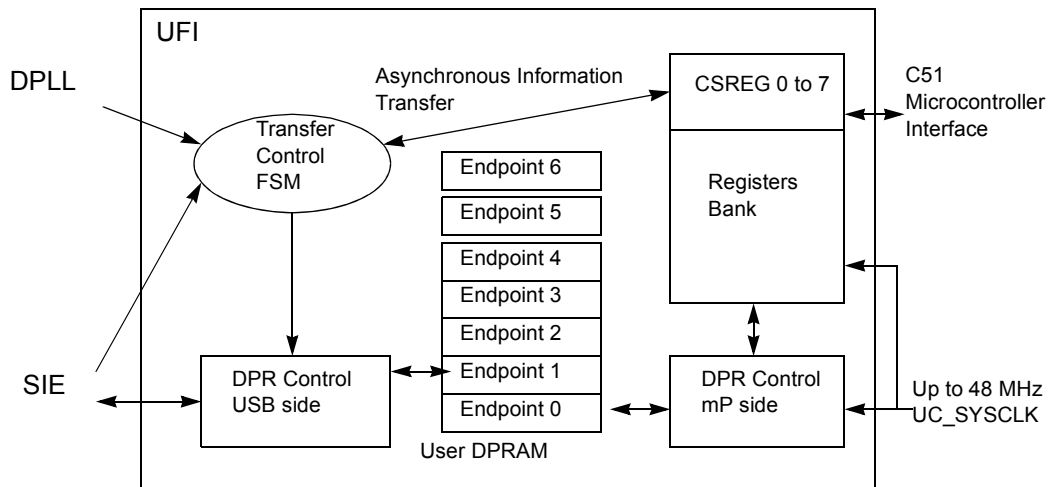 UFI
DPLL
Asynchronous Information
Transfer
CSREG 0 to 7
C51
Microcontroller
Interface
Transfer
Control
FSM
Endpoint 6
Endpoint 5
Endpoint 4
Endpoint 3
Endpoint 2
Endpoint 1
Endpoint 0
User DPRAM
Registers
Bank
SIE
DPR Control
USB side
DPR Control
mP side
Up to 48 MHz
UC_SYSCLK